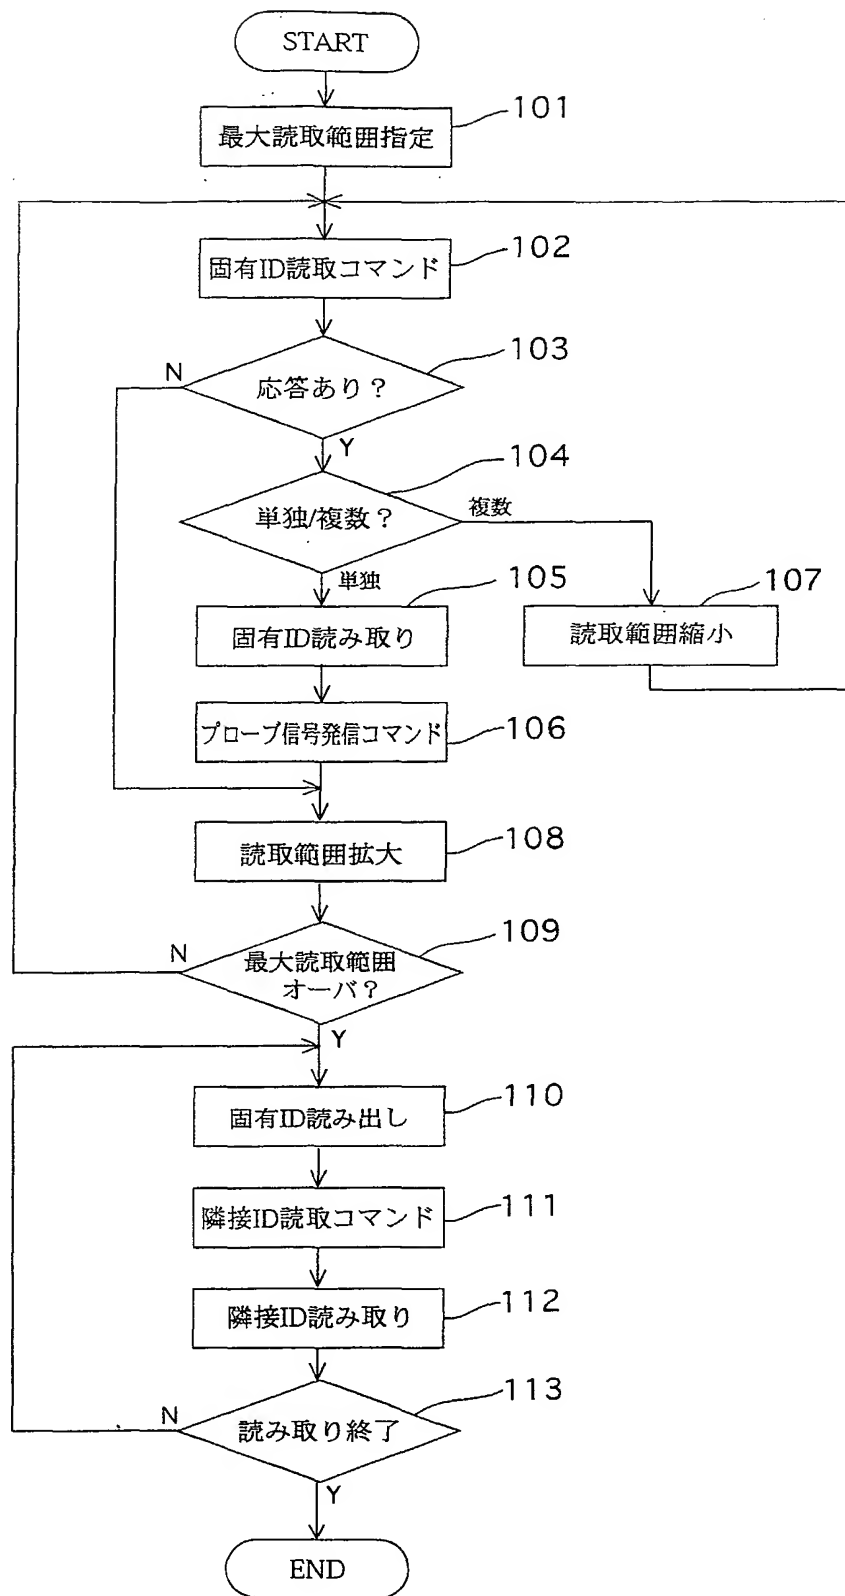 START
101
最大読取範囲指定
102
固有ID読取コマンド
103
N
応答あり?
Y
104
単独/複数?
複数
単独
105
固有ID読み取り
107
読取範囲縮小
プローブ信号発信コマンド
106
108
読取範囲拡大
109
N
最大読取範囲
オーバ?
Y
110
固有ID読み出し
111
隣接ID読取コマンド
112
隣接ID読み取り
113
N
読み取り終了
Y
END